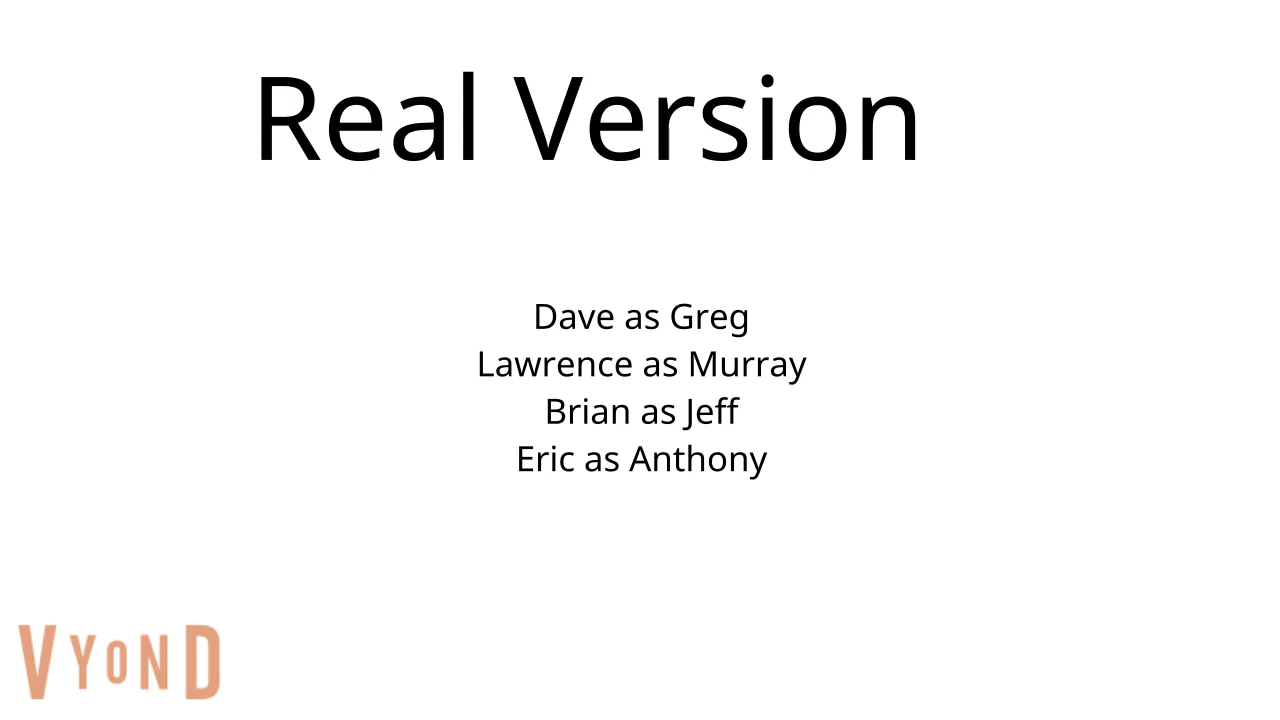 Real Version
Dave as Greg
Lawrence as Murray
Brian as Jeff
Eric as Anthony
VYOND